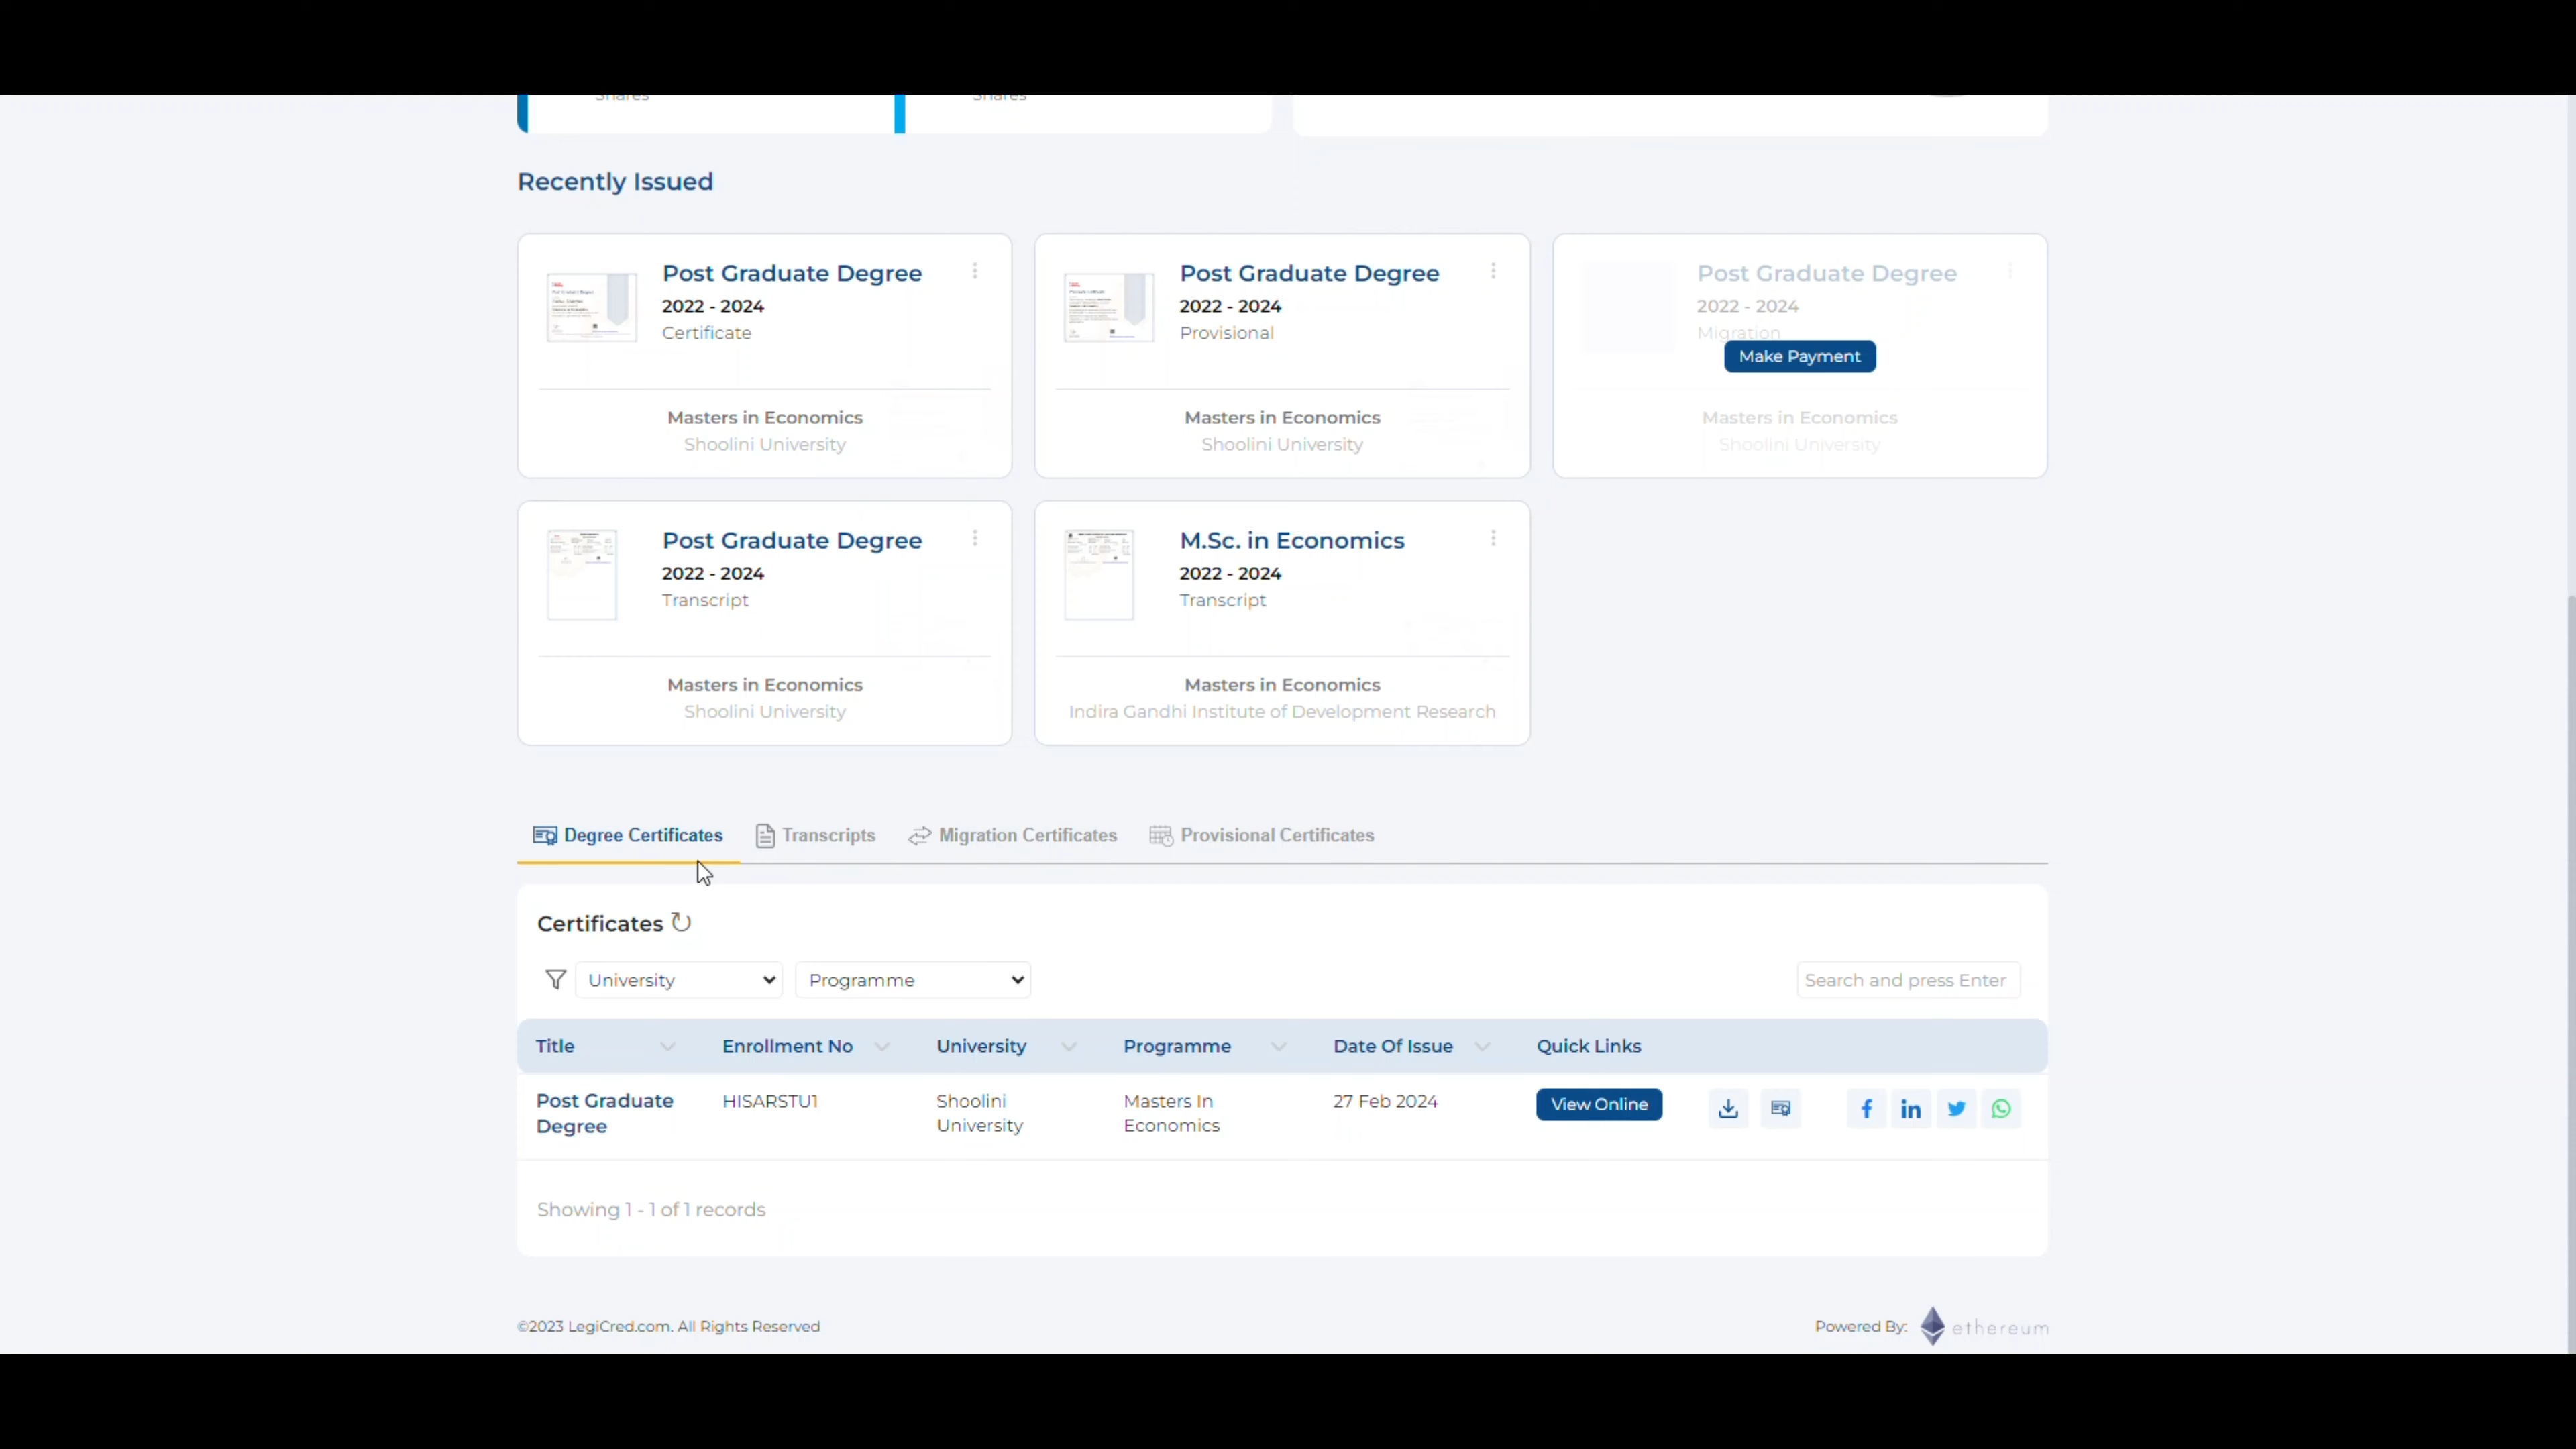 Shares
Shares
Recently Issued
Post Graduate Degree
2022 - 2024
Certificate
Masters in Economics
Shoolini University
Post Graduate Degree
2022 - 2024
Provisional
Masters in Economics
Shoolini University
Post Graduate Degree
2022 - 2024
Migration
Make Payment
Masters in Economics
Shoolini University
Post Graduate Degree
2022 - 2024
Transcript
Masters in Economics
Shoolini University
M.Sc. in Economics
2022 - 2024
Transcript
Masters in Economics
Indira Gandhi Institute of Development Research
Degree Certificates
Transcripts
Migration Certificates
Provisional Certificates
Certificates
University
Programme
Search and press Enter
Title
Enrollment No
University
Programme
Date Of Issue
Quick Links
Post Graduate
Degree
HISARSTU1
Shoolini
University
Masters In
Economics
27 Feb 2024
View Online
Showing 1 - 1 of 1 records
©2023 LegiCred.com. All Rights Reserved
Powered By:
ethereum